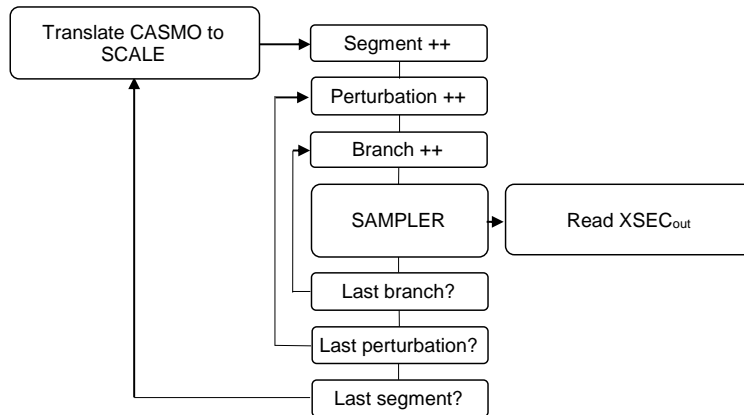 Translate CASMO to
SCALE
Segment ++
Perturbation ++
Branch ++
SAMPLER
Read XSECout
Last branch?
Last perturbation?
Last segment?